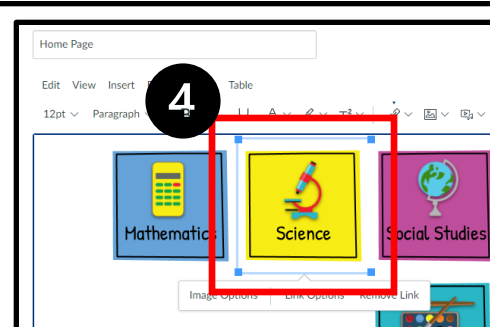 Home Page
Edit View Insert Table
12pt Paragraph
4
Mathematics Science Social Studies
Image Options Link Options Remove Link